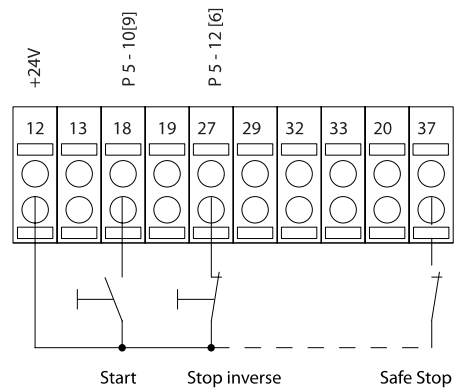 +24V
P 5 - 10[9]
P 5 - 12 [6]
12 13 18 19 27 29 32 33 20 37
Start Stop inverse Safe Stop